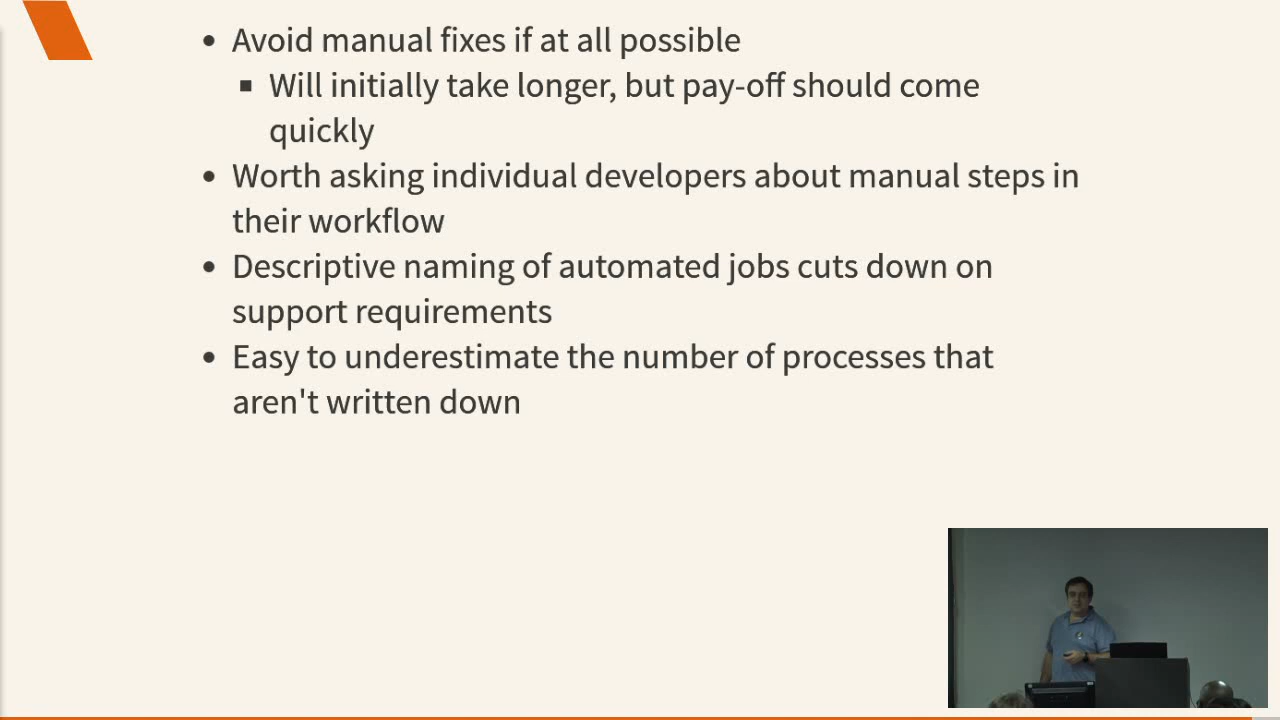 Avoid manual fixes if at all possible
Will initially take longer, but pay-off should come
quickly
Worth asking individual developers about manual steps in
their workflow
Descriptive naming of automated jobs cuts down on
support requirements
Easy to underestimate the number of processes that
aren't written down